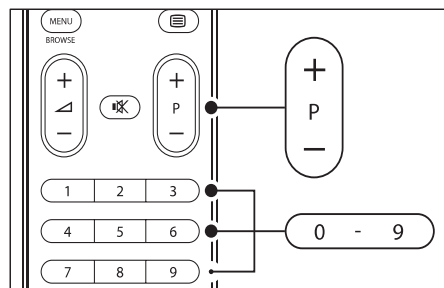 MENU
BROWSE
+ +
P
− −
1 2 3
4 5 6
7 8 9
+
P
−
0 - 9